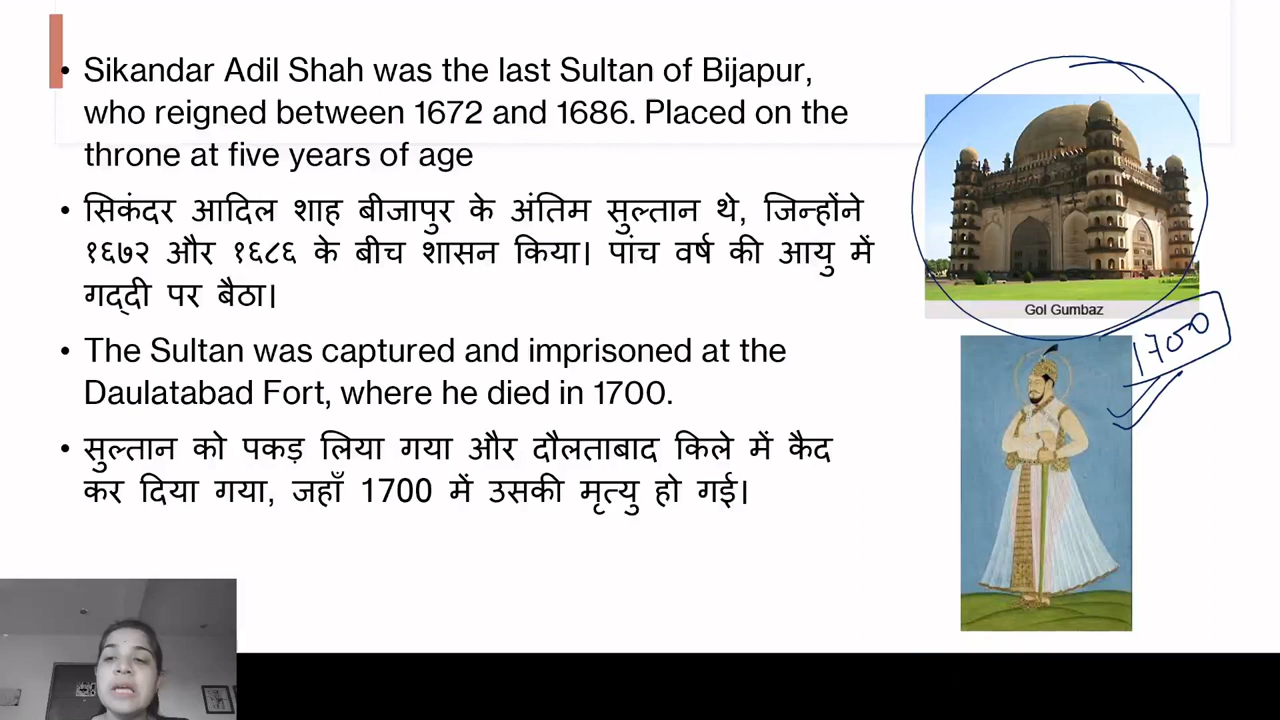 • Sikandar Adil Shah was the last Sultan of Bijapur,
who reigned between 1672 and 1686. Placed on the
throne at five years of age
• सिकंदर आदिल शाह बीजापुर के अंतिम सुल्तान थे, जिन्होंने
१६७२ और १६८६ के बीच शासन किया। पांच वर्ष की आयु में
गद्दी पर बैठा।
• The Sultan was captured and imprisoned at the
Daulatabad Fort, where he died in 1700.
• सुल्तान को पकड़ लिया गया और दौलताबाद किले में कैद
कर दिया गया, जहाँ 1700 में उसकी मृत्यु हो गई।
Gol Gumbaz
1700